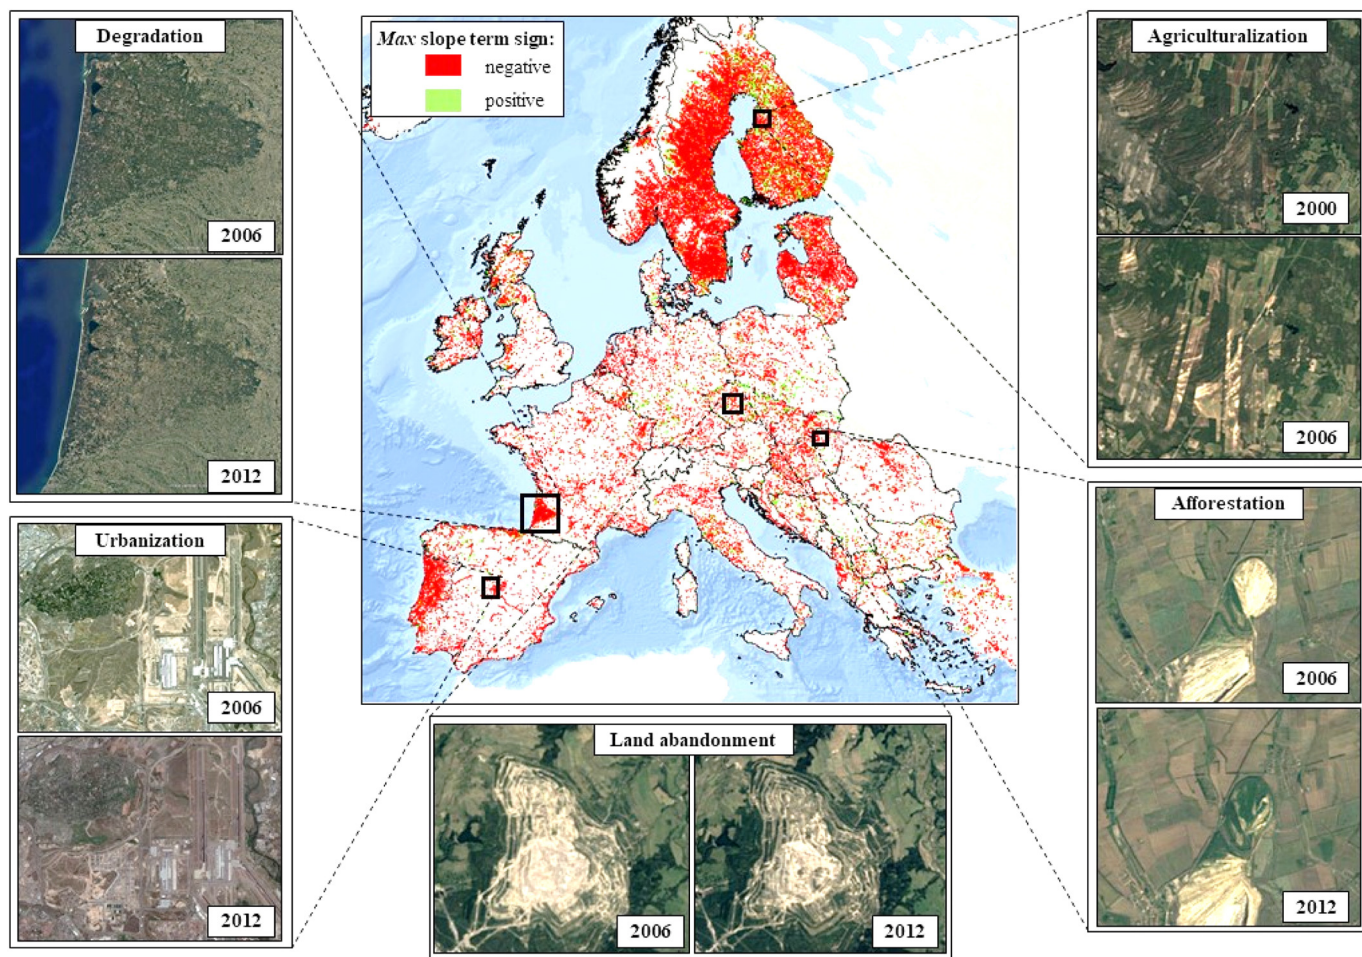 Degradation
2006
2012
Max slope term sign:
negative
positive
Agriculturalization
2000
2006
Urbanization
2006
2012
Land abandonment
2006
2012
Afforestation
2006
2012